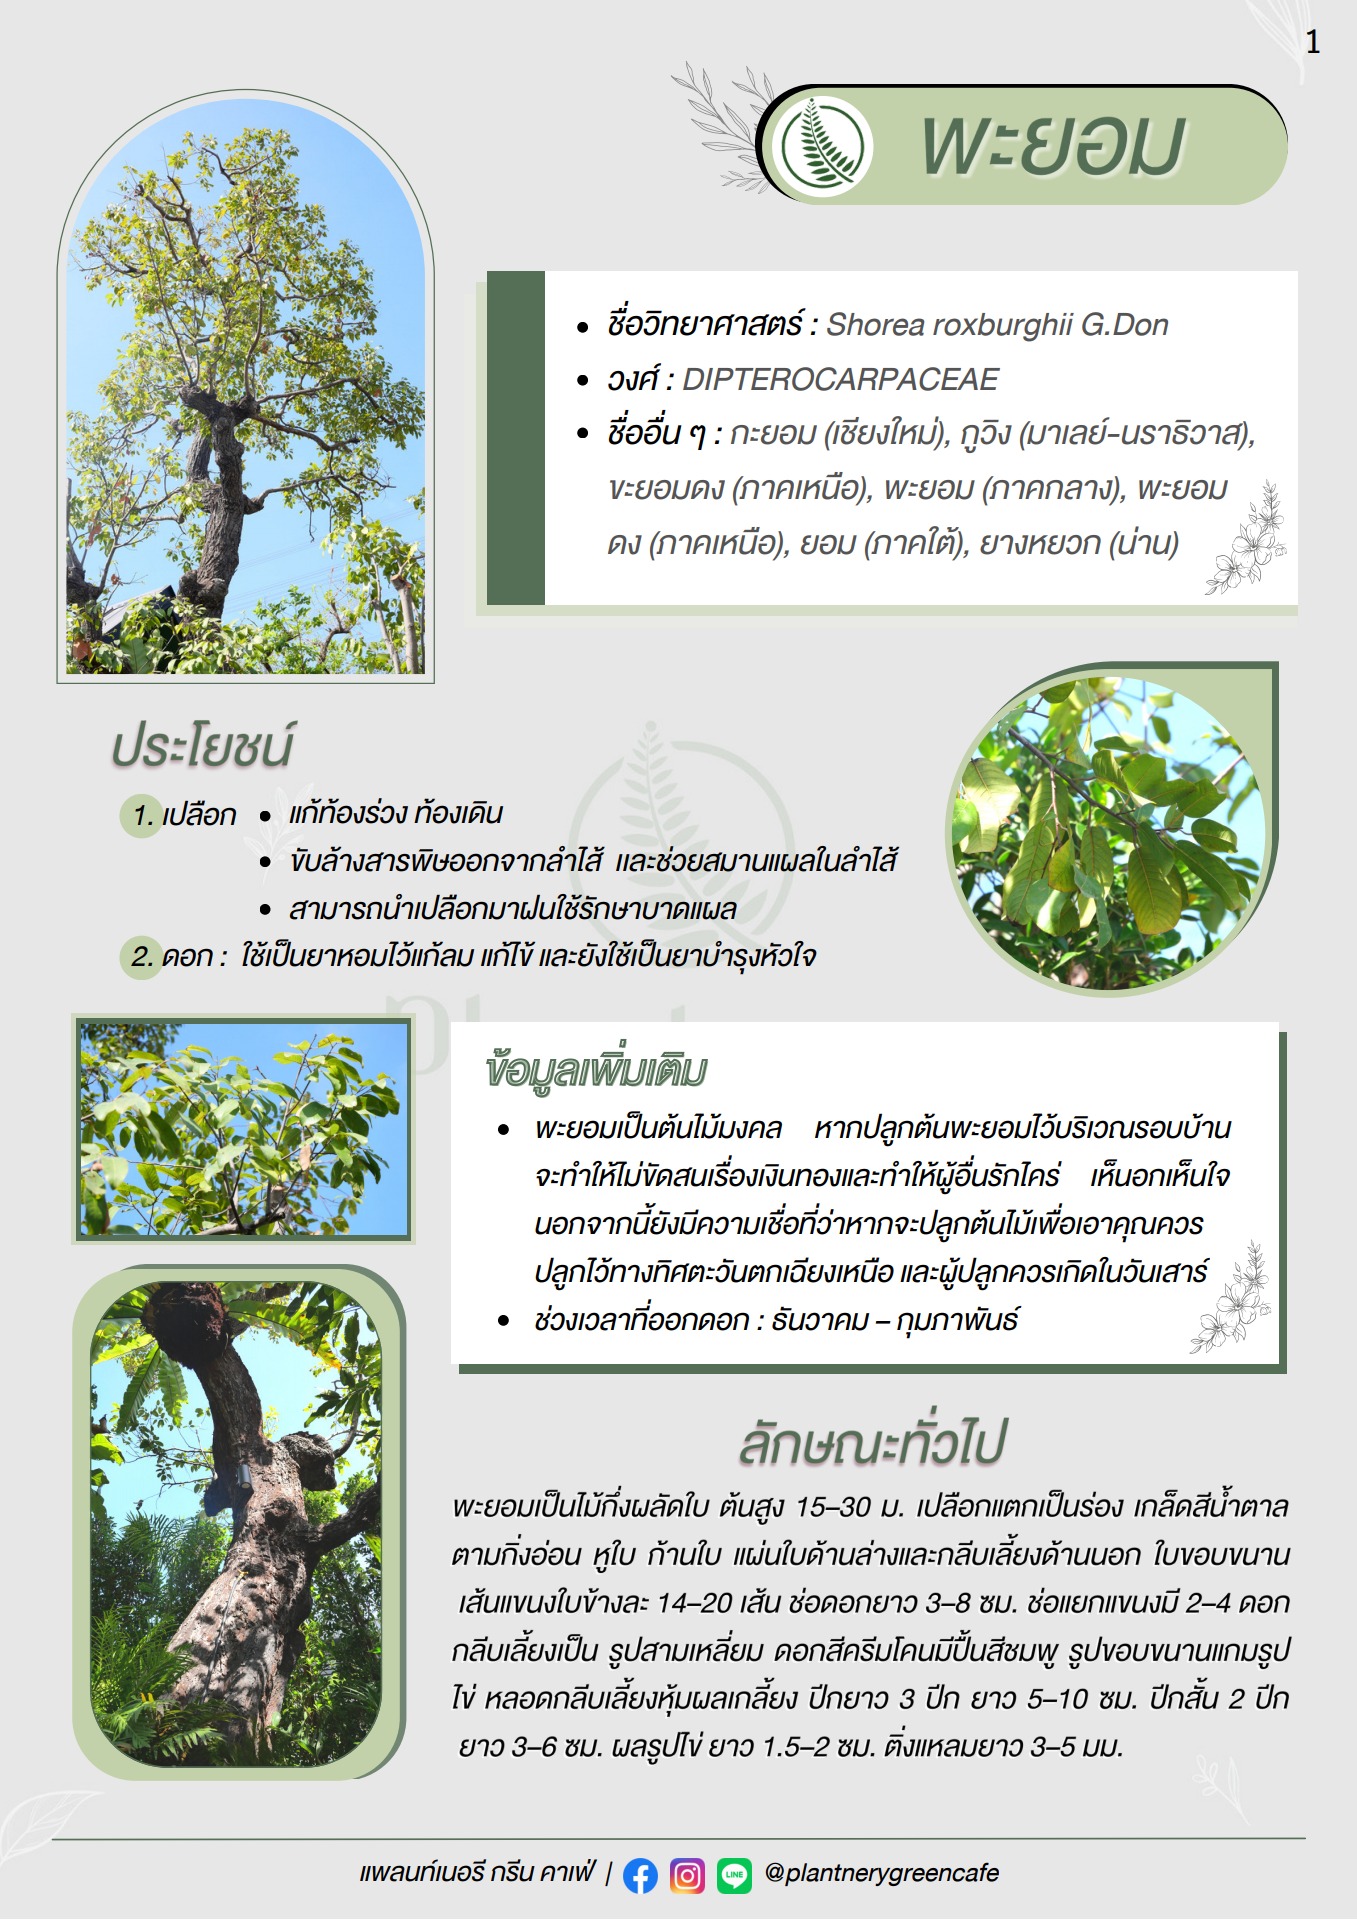 1
พะยอม
ชื่อวิทยาศาสตร์ : Shorea roxburghii G.Don
วงศ์ : DIPTEROCARPACEAE
ชื่ออื่น ๆ : กะยอม (เชียงใหม่), กูวิง (มาเลย์-นราธิวาส),
ขะยอมดง (ภาคเหนือ), พะยอม (ภาคกลาง), พะยอม
ดง (ภาคเหนือ), ยอม (ภาคใต้), ยางหยวก (น่าน)
ประโยชน์
1. เปลือก • แก้ท้องร่วง ท้องเดิน
• ขับล้างสารพิษออกจากลำไส้ และช่วยสมานแผลในลำไส้
• สามารถนำเปลือกมาฝนใช้รักษาบาดแผล
2. ดอก : ใช้เป็นยาหอมไว้แก้ลม แก้ไข้ และยังใช้เป็นยาบำรุงหัวใจ
ข้อมูลเพิ่มเติม
• พะยอมเป็นต้นไม้มงคล หากปลูกต้นพะยอมไว้บริเวณรอบบ้าน
จะทำให้ไม่ขัดสนเรื่องเงินทองและทำให้ผู้อื่นรักใคร่ เห็นอกเห็นใจ
นอกจากนี้ยังมีความเชื่อที่ว่าหากจะปลูกต้นไม้เพื่อเอาคุณควร
ปลูกไว้ทางทิศตะวันตกเฉียงเหนือ และผู้ปลูกควรเกิดในวันเสาร์
• ช่วงเวลาที่ออกดอก : ธันวาคม – กุมภาพันธ์
ลักษณะทั่วไป
พะยอมเป็นไม้กึ่งผลัดใบ ต้นสูง 15–30 ม. เปลือกแตกเป็นร่อง เกล็ดสีน้ำตาล
ตามกิ่งอ่อน หูใบ ก้านใบ แผ่นใบด้านล่างและกลีบเลี้ยงด้านนอก ใบขอบขนาน
เส้นแขนงใบข้างละ 14–20 เส้น ช่อดอกยาว 3–8 ซม. ช่อแยกแขนงมี 2–4 ดอก
กลีบเลี้ยงเป็น รูปสามเหลี่ยม ดอกสีครีมโคนมีปื้นสีชมพู รูปขอบขนานแกมรูป
ไข่ หลอดกลีบเลี้ยงหุ้มผลเกลี้ยง ปีกยาว 3 ปีก ยาว 5–10 ซม. ปีกสั้น 2 ปีก
ยาว 3–6 ซม. ผลรูปไข่ ยาว 1.5–2 ซม. ติ่งแหลมยาว 3–5 มม.
แพลนท์เนอรี กรีน คาเฟ่ | LINE @plantnerygreencafe